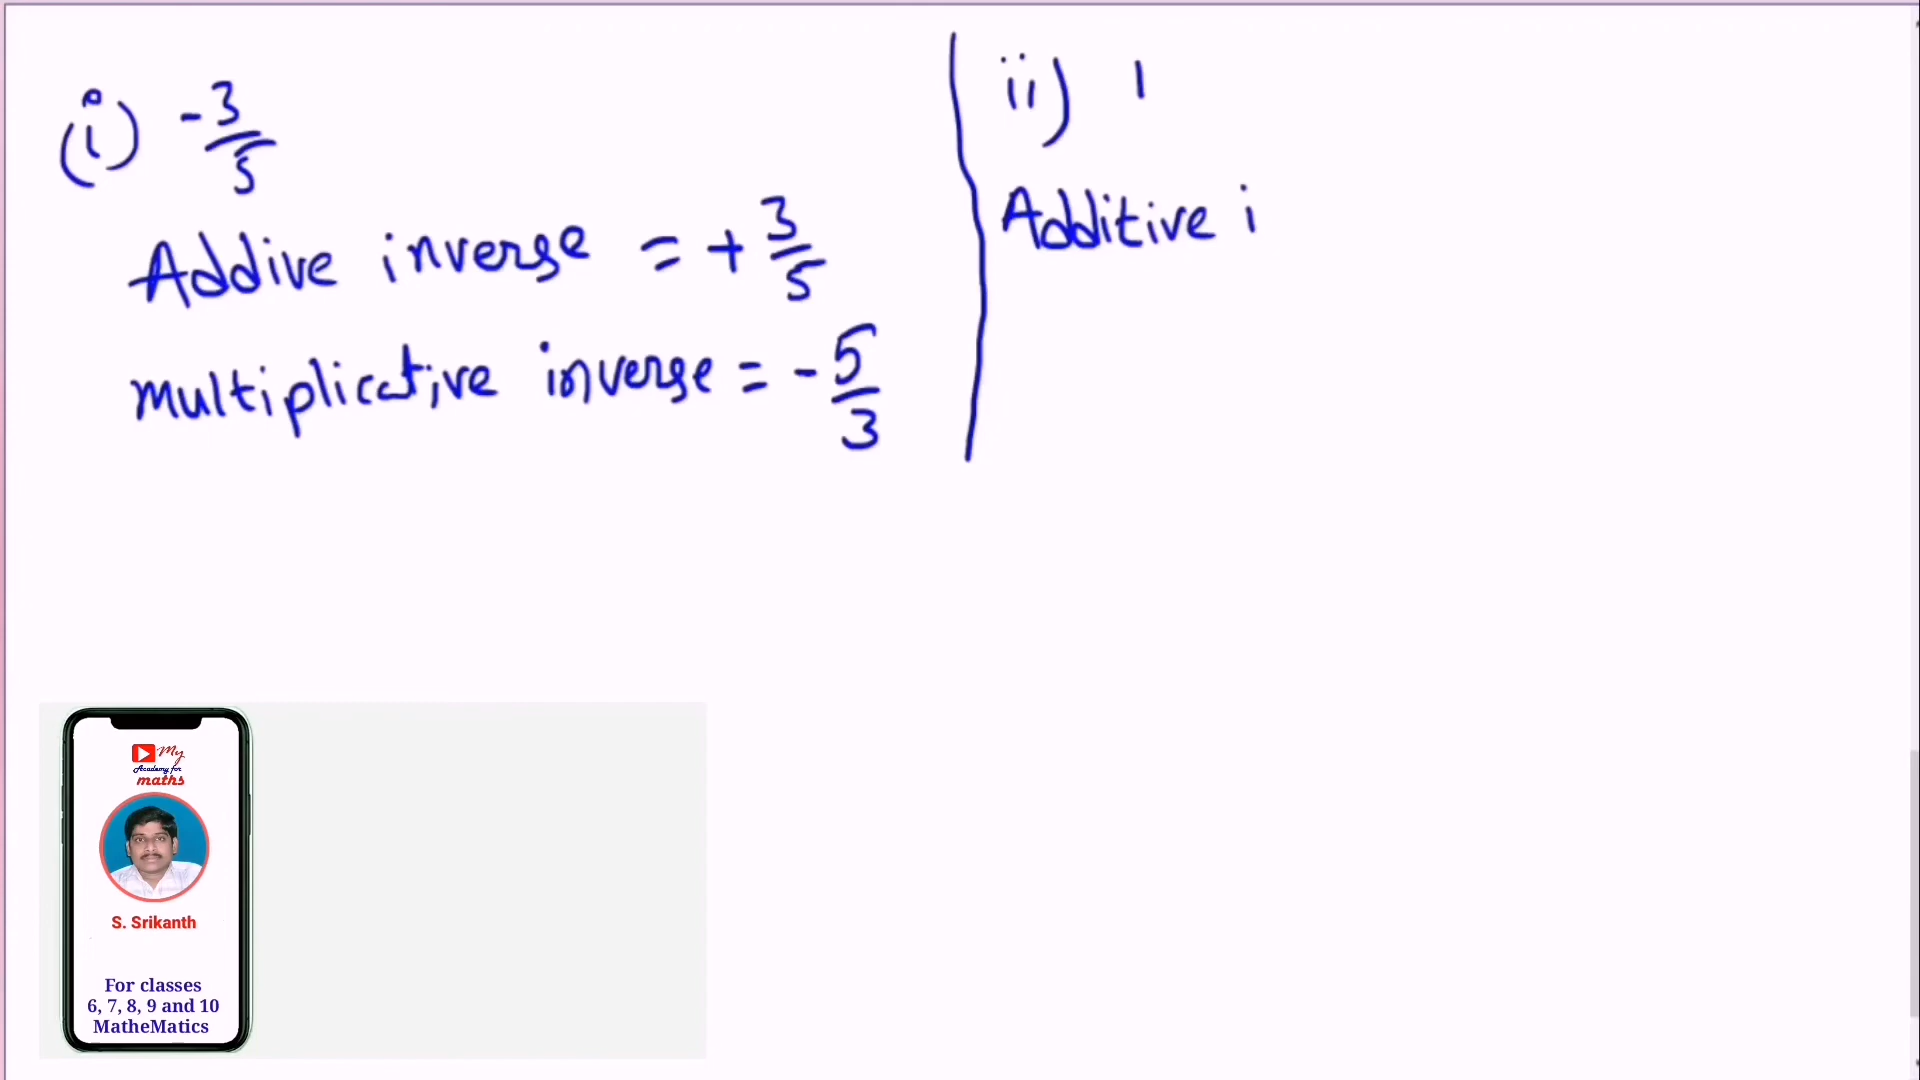 (i) -3/5
Addive inverse = + 3/5
multiplicative inverse = - 5/3
ii) 1
Additive i
My
Academy for
maths
S. Srikanth
For classes
6, 7, 8, 9 and 10
MatheMatics